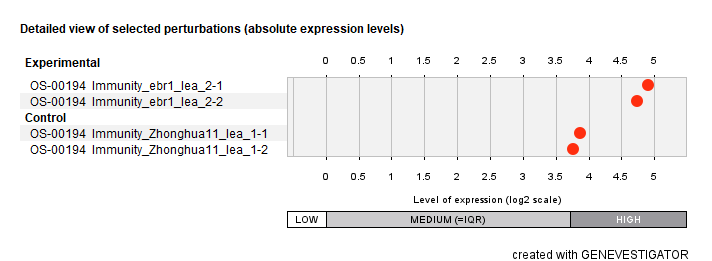 Detailed view of selected perturbations (absolute expression levels)
Experimental 0 0.5 1 1.5 2 2.5 3 3.5 4 4.5 5
OS-00194 Immunity_ebr1_lea_2-1
OS-00194 Immunity_ebr1_lea_2-2
Control
OS-00194 Immunity_Zhonghua11_lea_1-1
OS-00194 Immunity_Zhonghua11_lea_1-2
0 0.5 1 1.5 2 2.5 3 3.5 4 4.5 5
Level of expression (log2 scale)
LOW MEDIUM (=IQR) HIGH
created with GENEVESTIGATOR